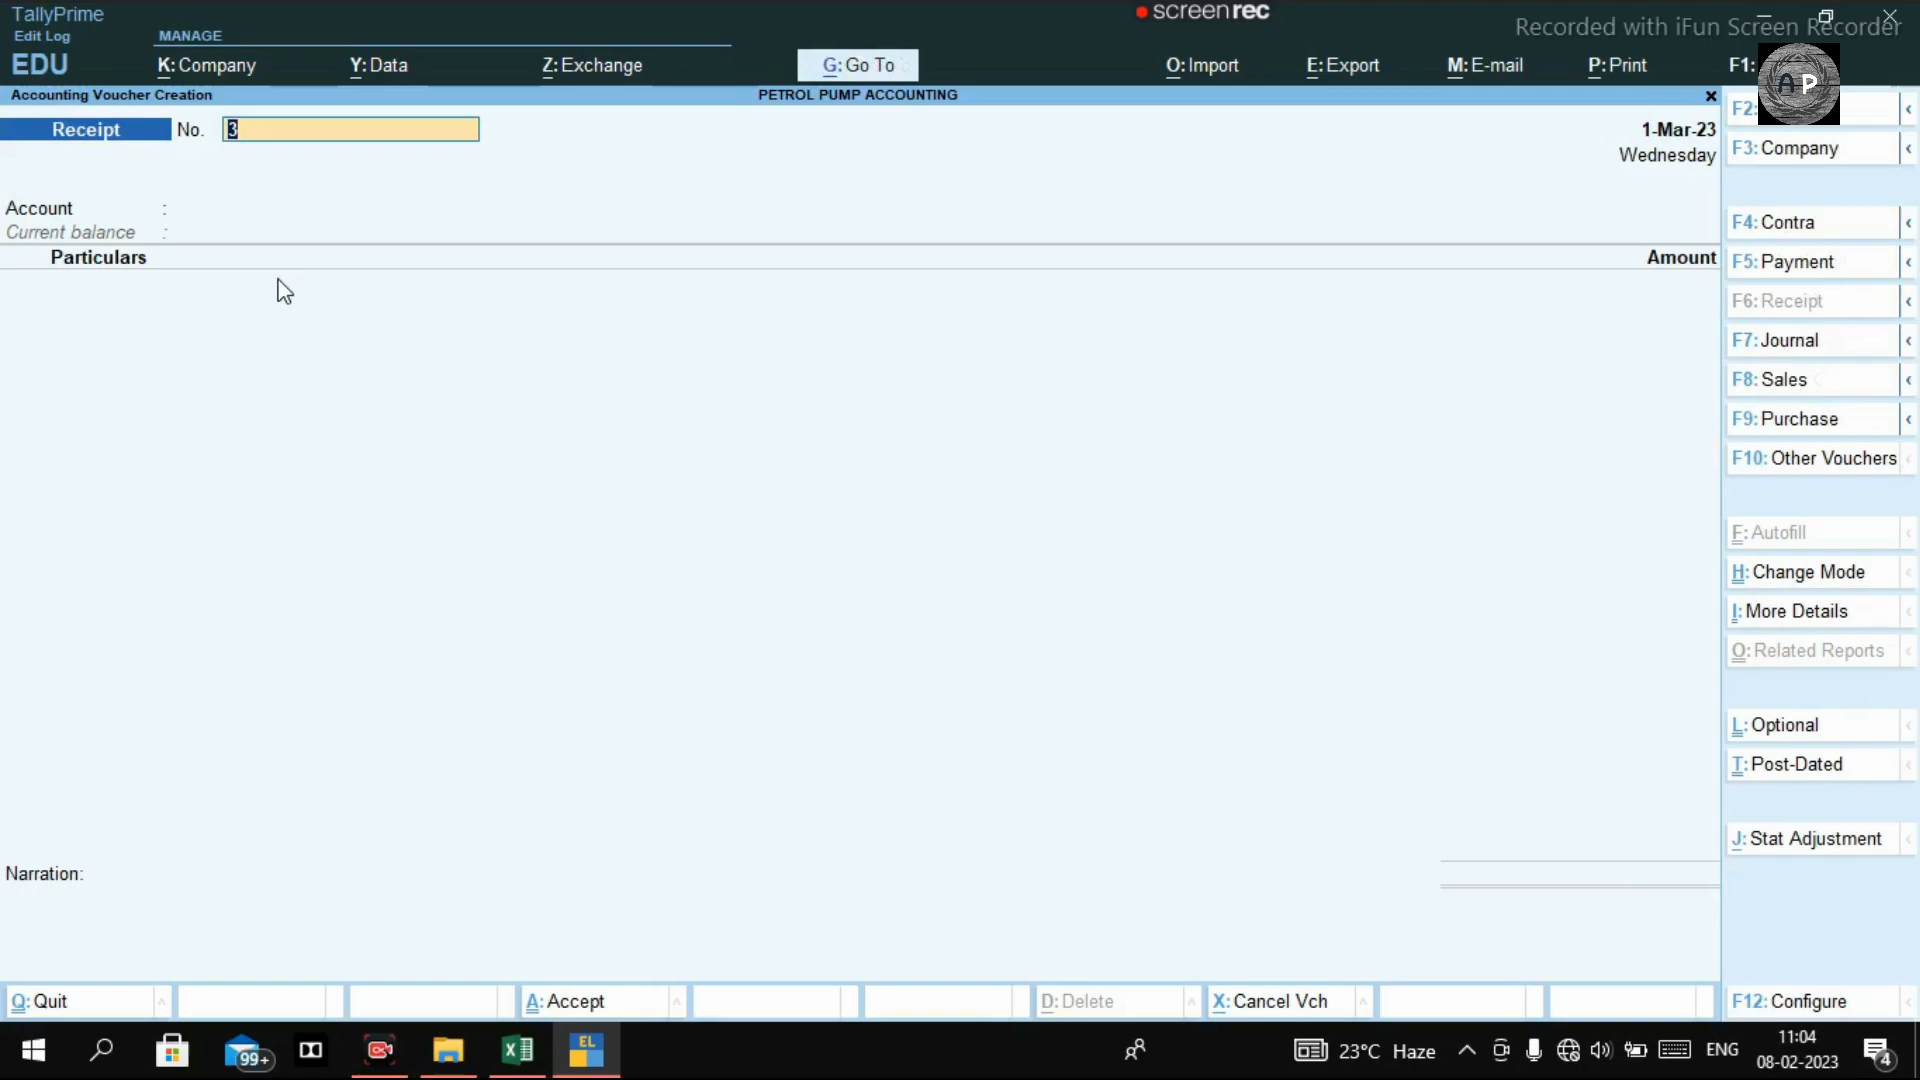 TallyPrime
Edit Log
EDU
MANAGE
K: Company
Y: Data
Z: Exchange
G: Go To
O: Import
E: Export
M: E-mail
P: Print
F1:
screenrec
Recorded with iFun Screen Recorder
AP
Accounting Voucher Creation
PETROL PUMP ACCOUNTING
Receipt No. 3
1-Mar-23
Wednesday
Account :
Current balance :
Particulars
Amount
Narration:
F2:
F3: Company
F4: Contra
F5: Payment
F6: Receipt
F7: Journal
F8: Sales
F9: Purchase
F10: Other Vouchers
F: Autofill
H: Change Mode
I: More Details
O: Related Reports
L: Optional
T: Post-Dated
J: Stat Adjustment
Q: Quit
A: Accept
D: Delete
X: Cancel Vch
F12: Configure
99+
EL
23°C Haze
ENG
11:04
08-02-2023
4